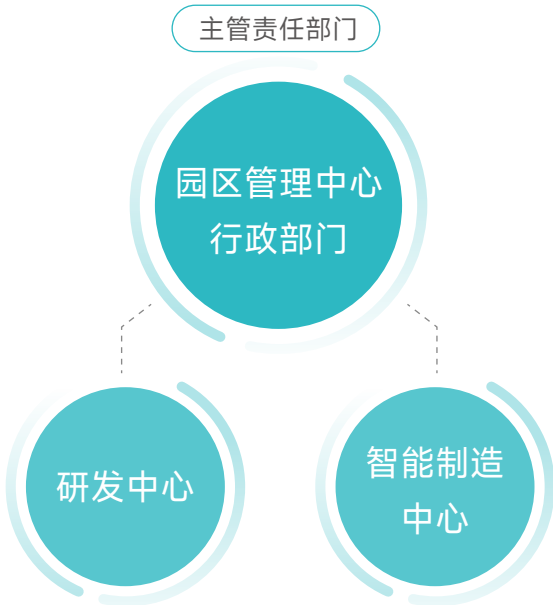 主管责任部门
园区管理中心
行政部门
研发中心
智能制造
中心